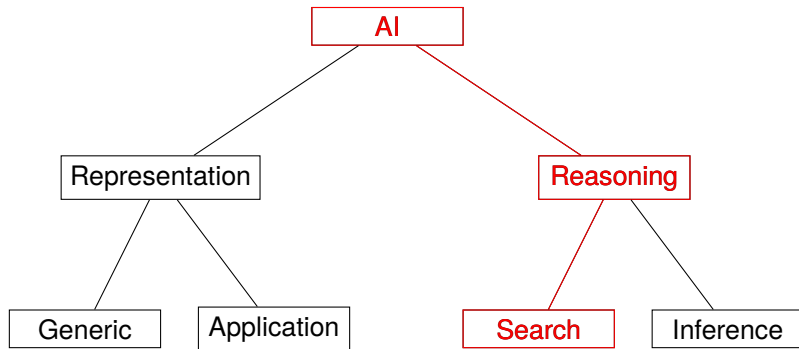 AI
Representation
Reasoning
Generic
Application
Search
Inference